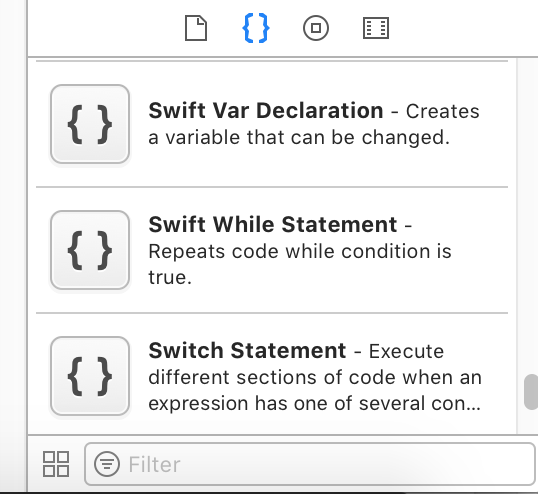 Swift Var Declaration - Creates
a variable that can be changed.
Swift While Statement -
Repeats code while condition is
true.
Switch Statement - Execute
different sections of code when an
expression has one of several con...
Filter